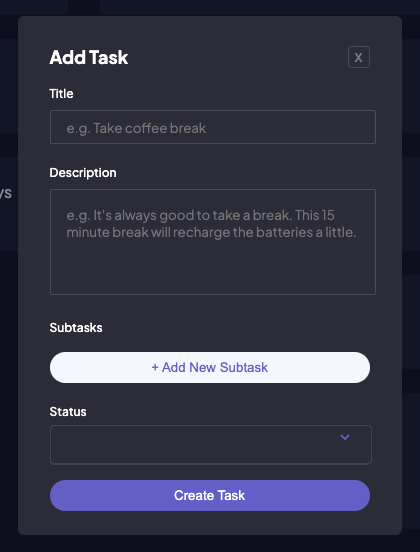 Add Task
X
Title
e.g. Take coffee break
Description
ys
e.g. It's always good to take a break. This 15
minute break will recharge the batteries a little.
Subtasks
+ Add New Subtask
Status
Create Task